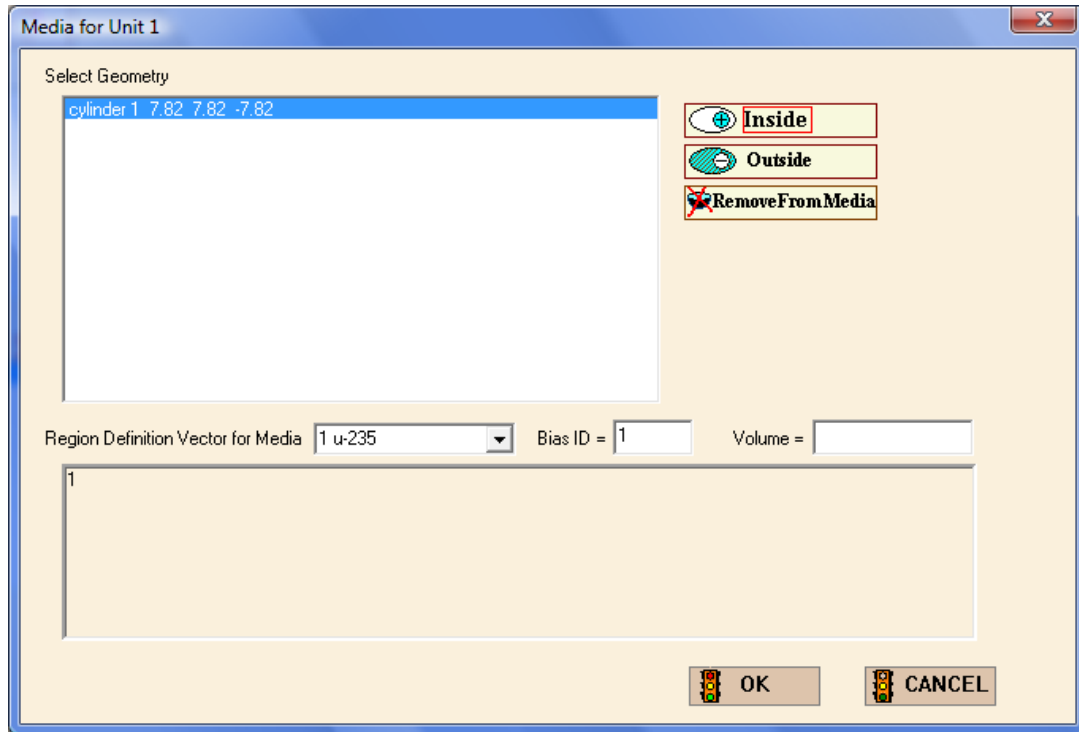 Media for Unit 1
Select Geometry
cylinder 1 7.82 7.82 -7.82
Inside
Outside
RemoveFromMedia
Region Definition Vector for Media 1 u-235 Bias ID = 1 Volume =
1
OK CANCEL